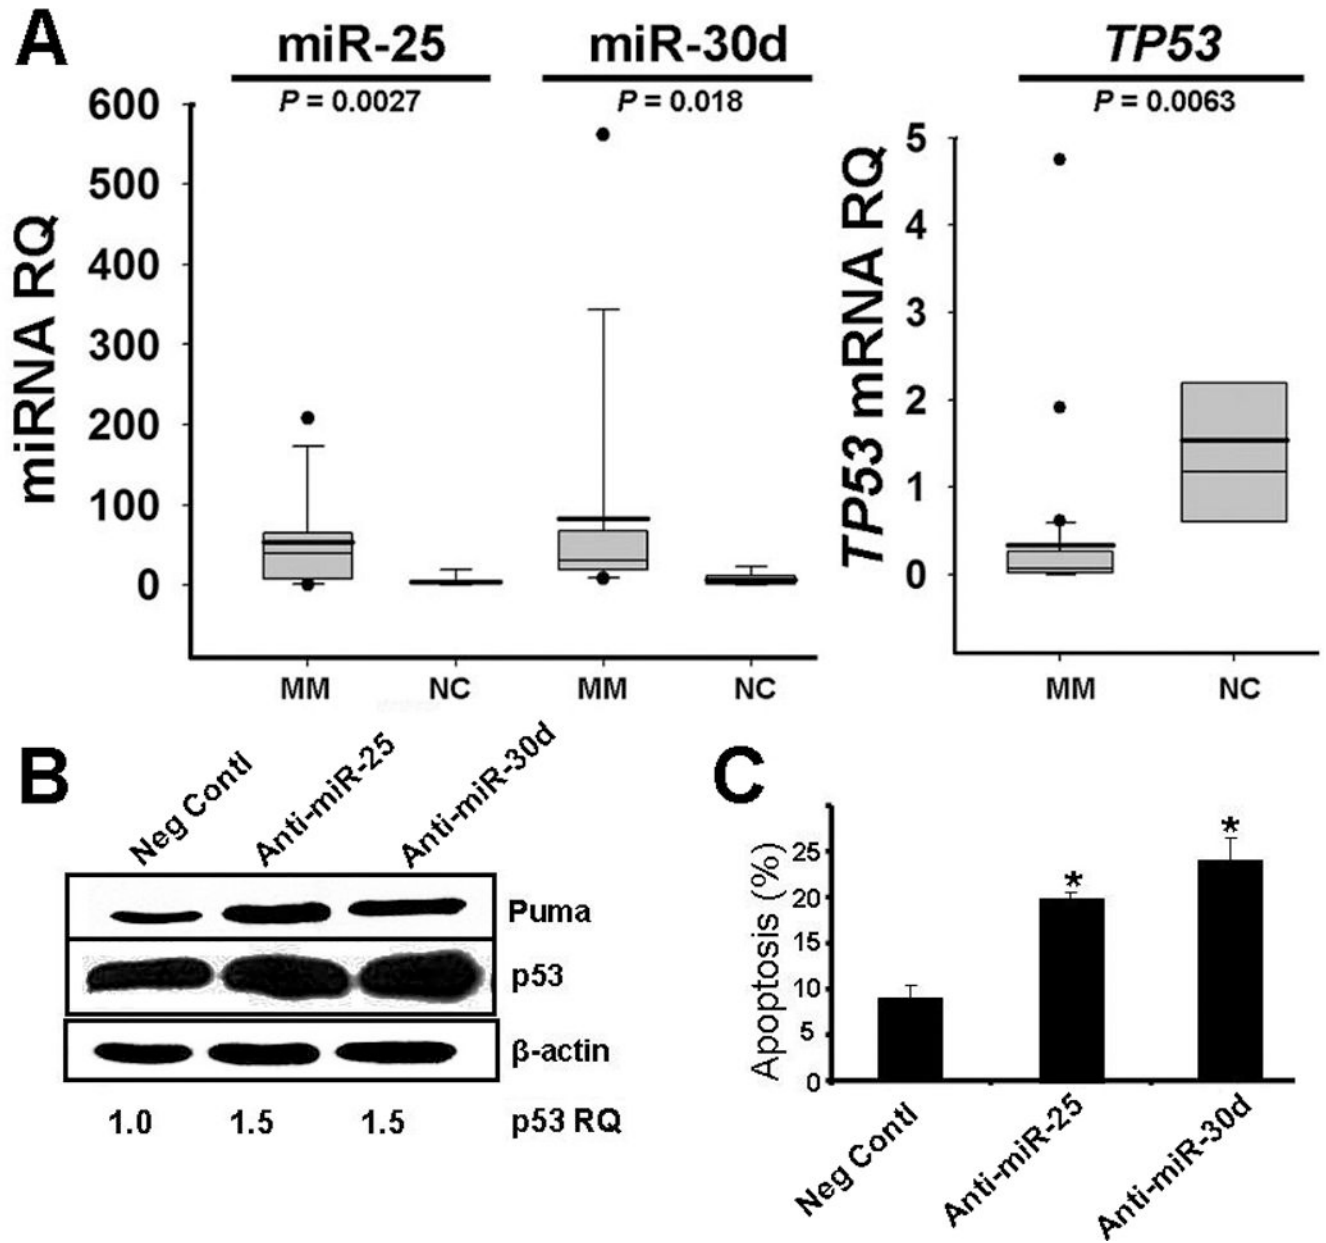 A
miR-25
miR-30d
TP53
P = 0.0027
P = 0.018
P = 0.0063
miRNA RQ
600
500
400
300
200
100
0
MM
NC
MM
NC
TP53 mRNA RQ
5
4
3
2
1
0
MM
NC
B
Neg Contl
Anti-miR-25
Anti-miR-30d
Puma
p53
β-actin
1.0 1.5 1.5 p53 RQ
C
Apoptosis (%)
25
20
15
10
5
0
*
*
Neg Contl
Anti-miR-25
Anti-miR-30d